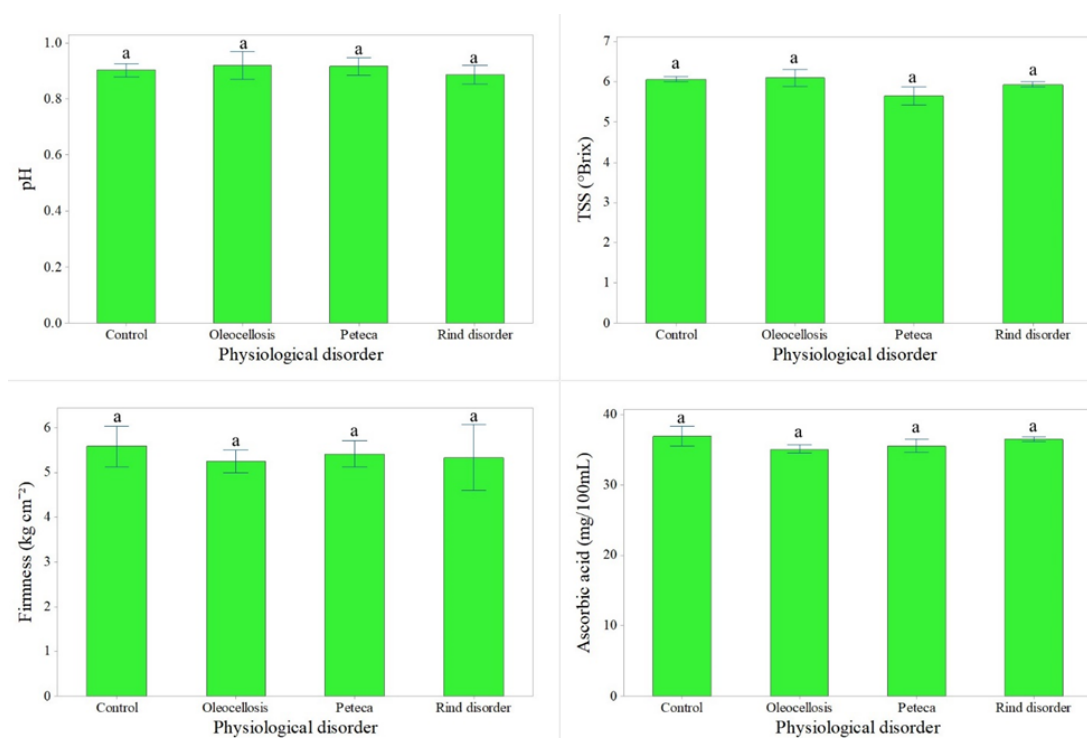 1.0
0.8
0.6
0.4
0.2
0.0
pH
a a a a
Control Oleocellosis Peteca Rind disorder
Physiological disorder
7
6
5
4
3
2
1
0
TSS (°Brix)
a a a a
Control Oleocellosis Peteca Rind disorder
Physiological disorder
6
5
4
3
2
1
0
Firmness (kg cm⁻²)
a a a a
Control Oleocellosis Peteca Rind disorder
Physiological disorder
40
30
20
10
0
Ascorbic acid (mg/100mL)
a a a a
Control Oleocellosis Peteca Rind disorder
Physiological disorder